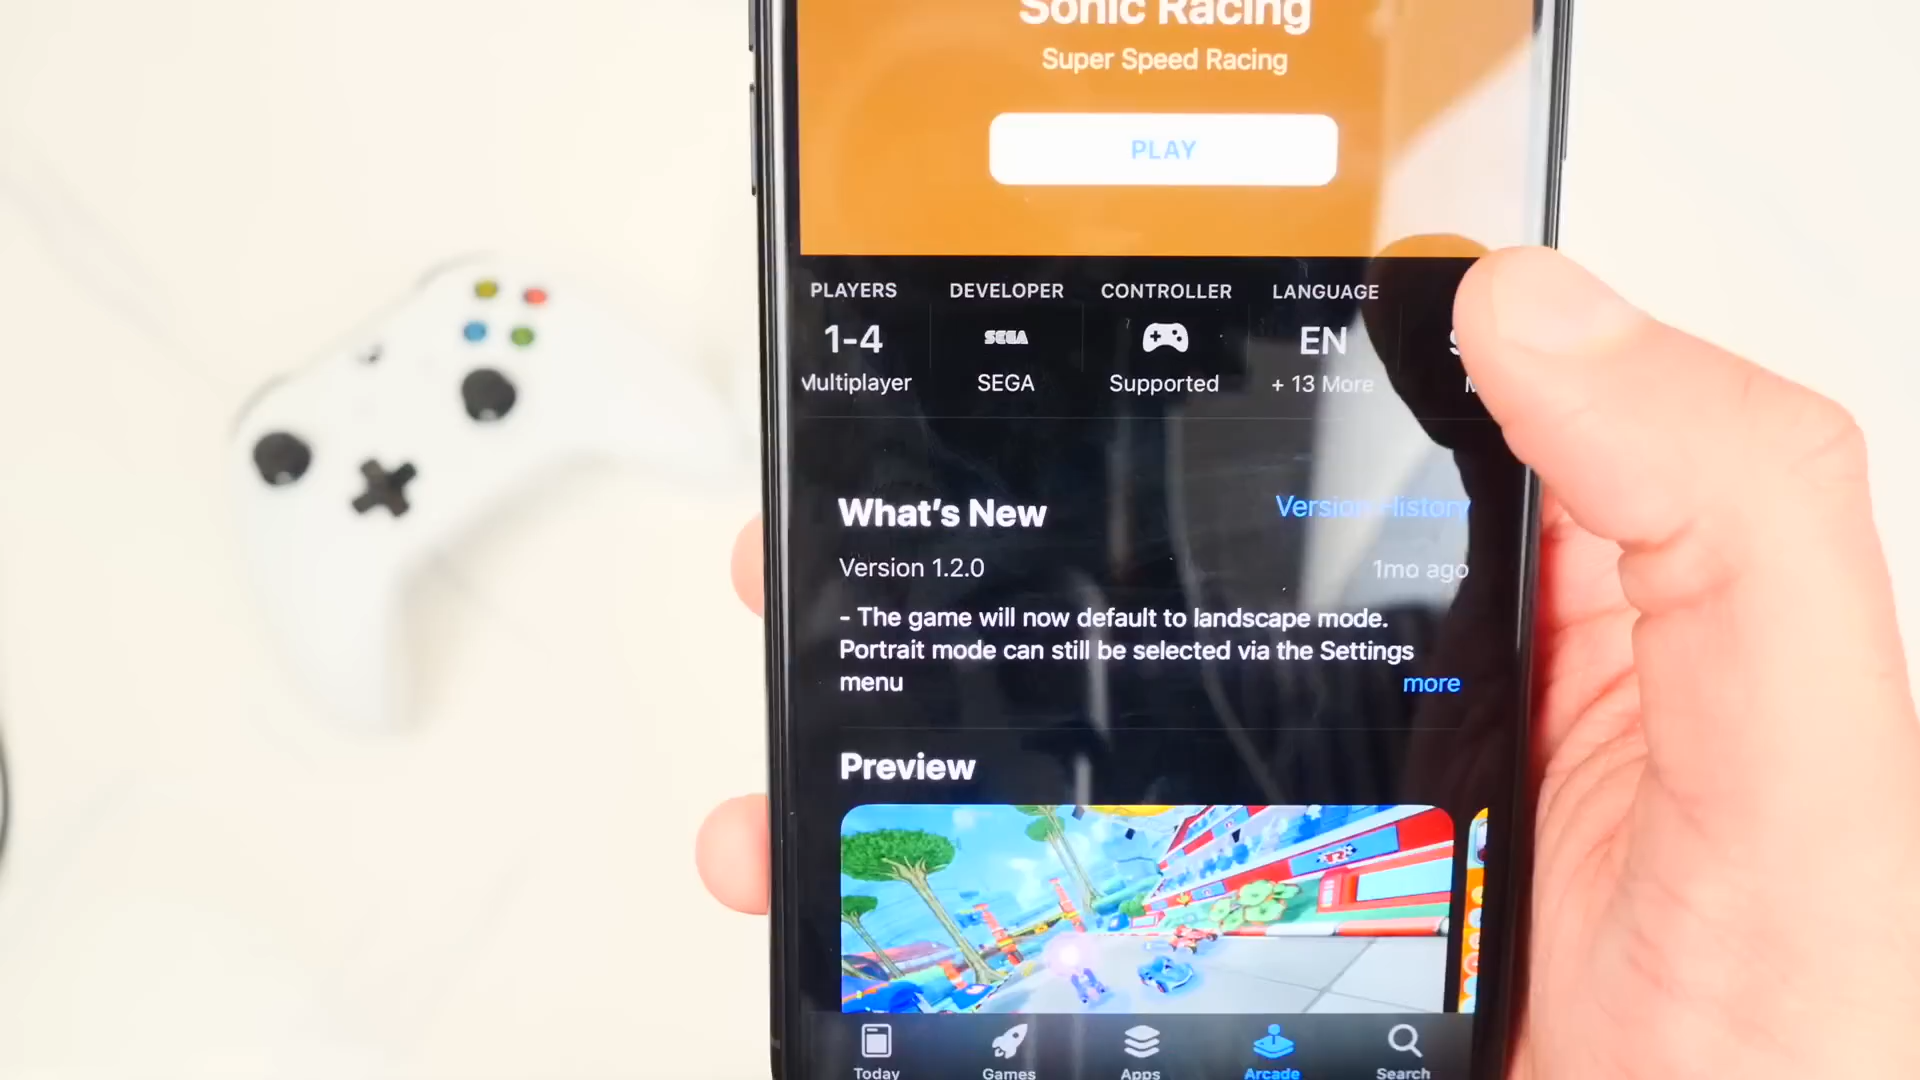 Sonic Racing
Super Speed Racing
PLAY
PLAYERS
1-4
Multiplayer
DEVELOPER
SEGA
SEGA
CONTROLLER
Supported
LANGUAGE
EN
+ 13 More
What's New
Version History
Version 1.2.0
1mo ago
- The game will now default to landscape mode.
Portrait mode can still be selected via the Settings
menu
more
Preview
Today
Games
Apps
Arcade
Search